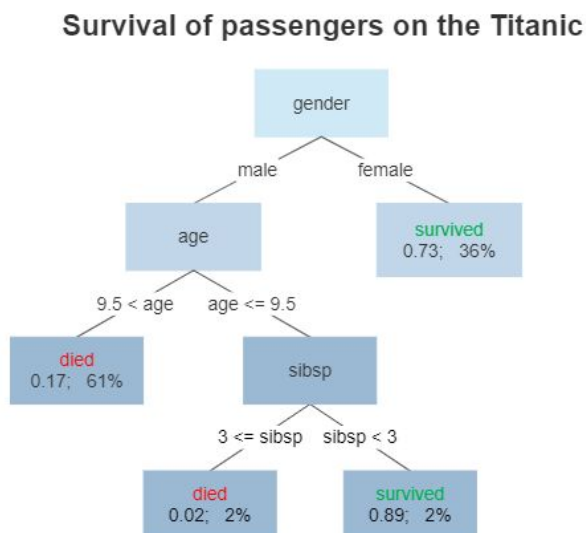 Survival of passengers on the Titanic
gender
male
female
age
survived
0.73; 36%
9.5 < age
age <= 9.5
died
0.17; 61%
sibsp
3 <= sibsp
sibsp < 3
died
0.02; 2%
survived
0.89; 2%